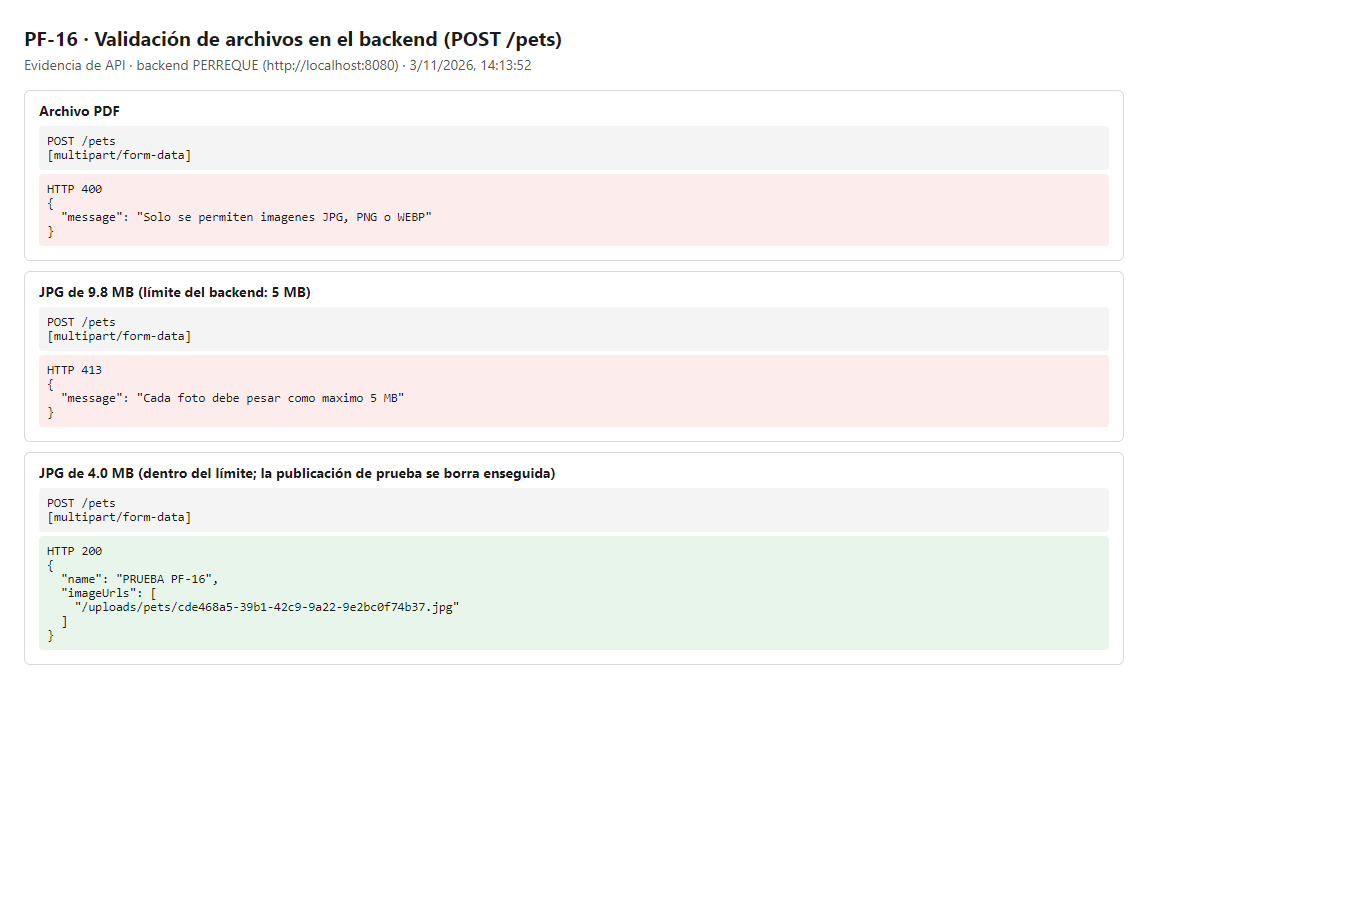 PF-16 · Validación de archivos en el backend (POST /pets)
Evidencia de API · backend PERREQUE (http://localhost:8080) · 3/11/2026, 14:13:52
Archivo PDF
POST /pets
[multipart/form-data]
HTTP 400
{
  "message": "Solo se permiten imagenes JPG, PNG o WEBP"
}
JPG de 9.8 MB (límite del backend: 5 MB)
POST /pets
[multipart/form-data]
HTTP 413
{
  "message": "Cada foto debe pesar como maximo 5 MB"
}
JPG de 4.0 MB (dentro del límite; la publicación de prueba se borra enseguida)
POST /pets
[multipart/form-data]
HTTP 200
{
  "name": "PRUEBA PF-16",
  "imageUrls": [
    "/uploads/pets/cde468a5-39b1-42c9-9a22-9e2bc0f74b37.jpg"
  ]
}